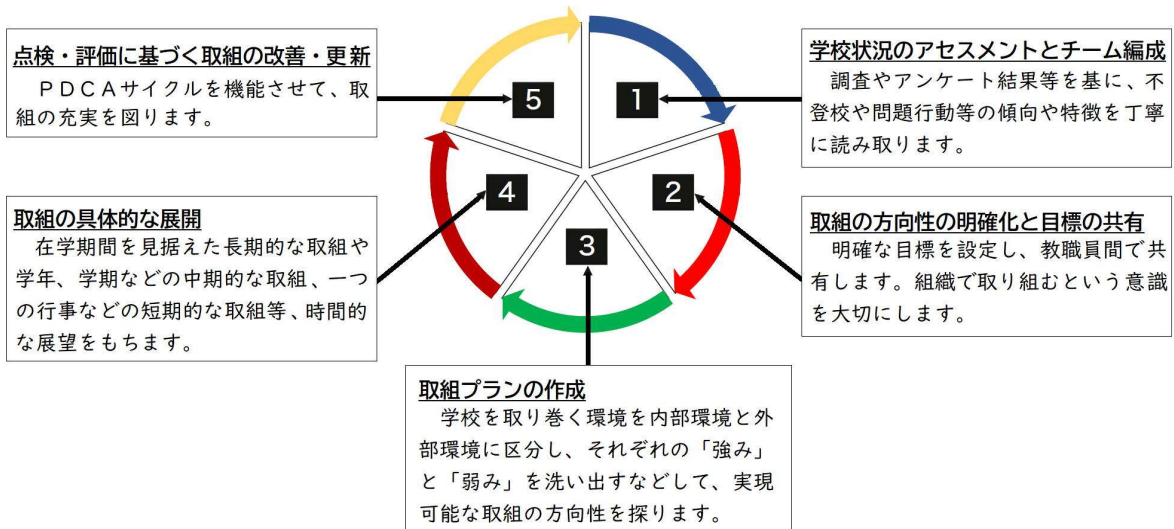 学校状況のアセスメントとチーム編成
調査やアンケート結果等を基に、不
登校や問題行動等の傾向や特徴を丁寧
に読み取ります。
取組の方向性の明確化と目標の共有
明確な目標を設定し、教職員間で共
有します。組織で取り組むという意識
を大切にします。
取組プランの作成
学校を取り巻く環境を内部環境と外
部環境に区分し、それぞれの「強み」
と「弱み」を洗い出すなどして、実現
可能な取組の方向性を探ります。
取組の具体的な展開
在学期間を見据えた長期的な取組や
学年、学期などの中期的な取組、一つ
の行事などの短期的な取組等、時間的
な展望をもちます。
点検・評価に基づく取組の改善・更新
ＰＤＣＡサイクルを機能させて、取
組の充実を図ります。
1
2
3
4
5